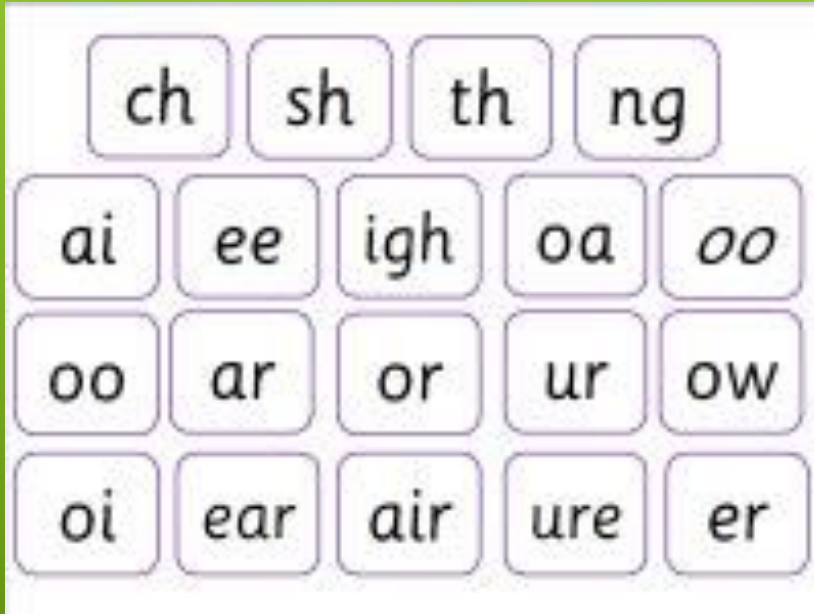 ch sh th ng
ai ee igh oa oo
oo ar or ur ow
oi ear air ure er